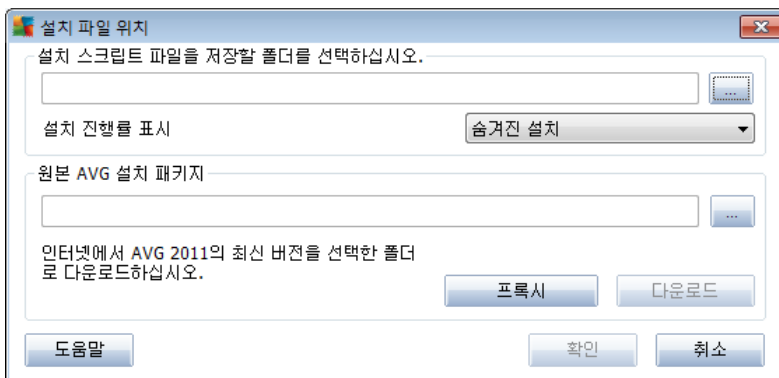 설치 파일 위치
설치 스크립트 파일을 저장할 폴더를 선택하십시오.
...
설치 진행률 표시
숨겨진 설치
원본 AVG 설치 패키지
...
인터넷에서 AVG 2011의 최신 버전을 선택한 폴더
로 다운로드하십시오.
프록시
다운로드
도움말
확인
취소